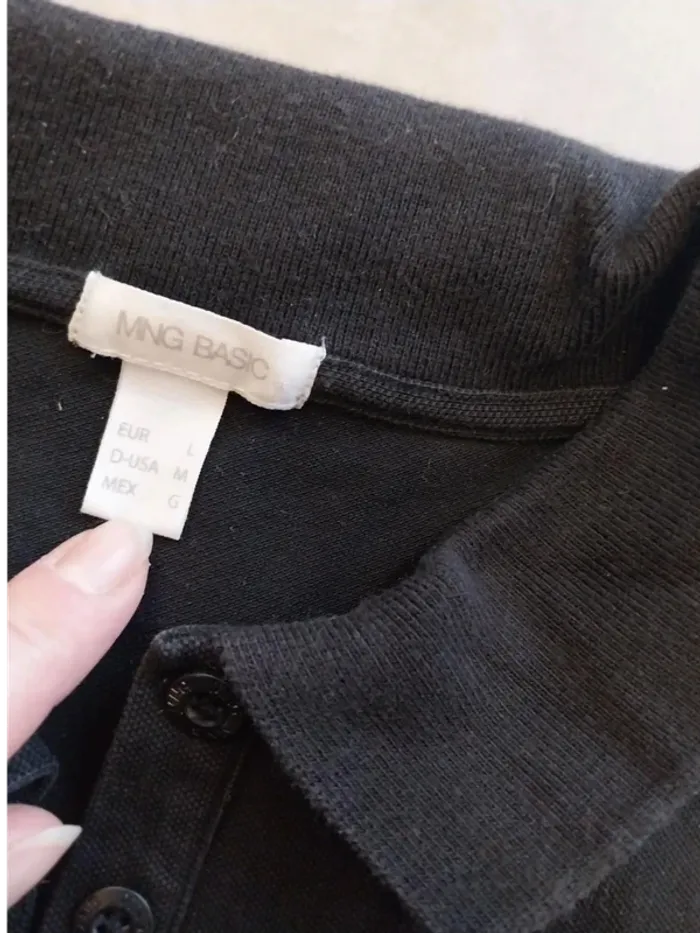 MNG BASIC
EUR L
D-USA M
MEX G